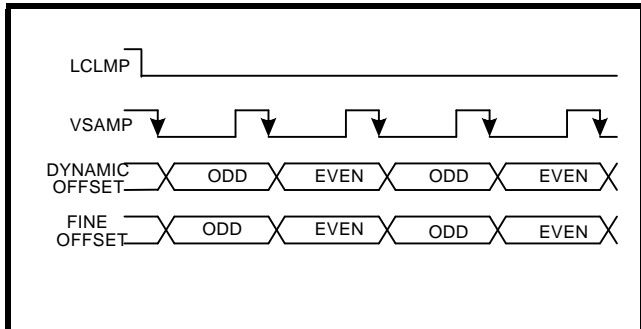 LCLMP
VSAMP
DYNAMIC
OFFSET
ODD EVEN ODD EVEN
FINE
OFFSET
ODD EVEN ODD EVEN